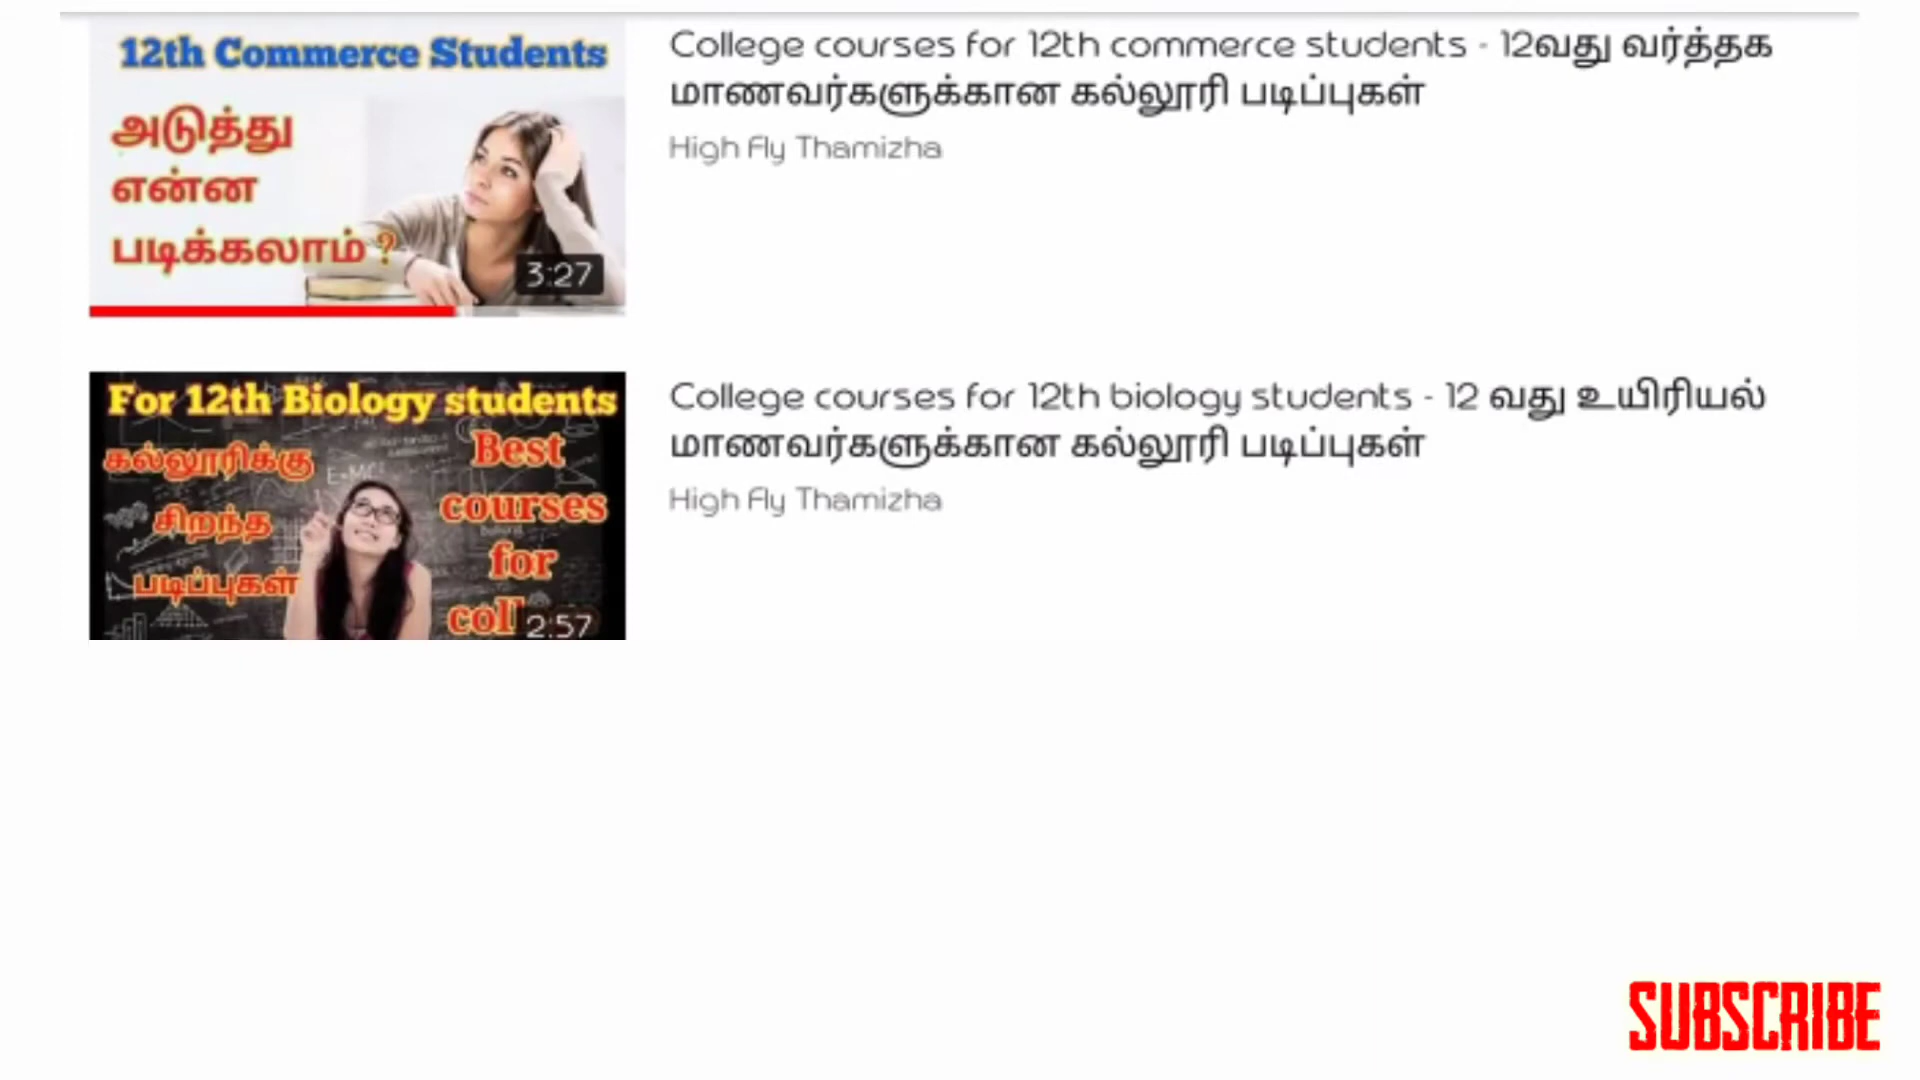 12th Commerce Students
அடுத்து
என்ன
படிக்கலாம் ?
3:27
College courses for 12th commerce students - 12வது வர்த்தக
மாணவர்களுக்கான கல்லூரி படிப்புகள்
High Fly Thamizha
For 12th Biology students
கல்லூரிக்கு
சிறந்த
படிப்புகள்
Best
courses
for
coll
2:57
College courses for 12th biology students - 12 வது உயிரியல்
மாணவர்களுக்கான கல்லூரி படிப்புகள்
High Fly Thamizha
SUBSCRIBE